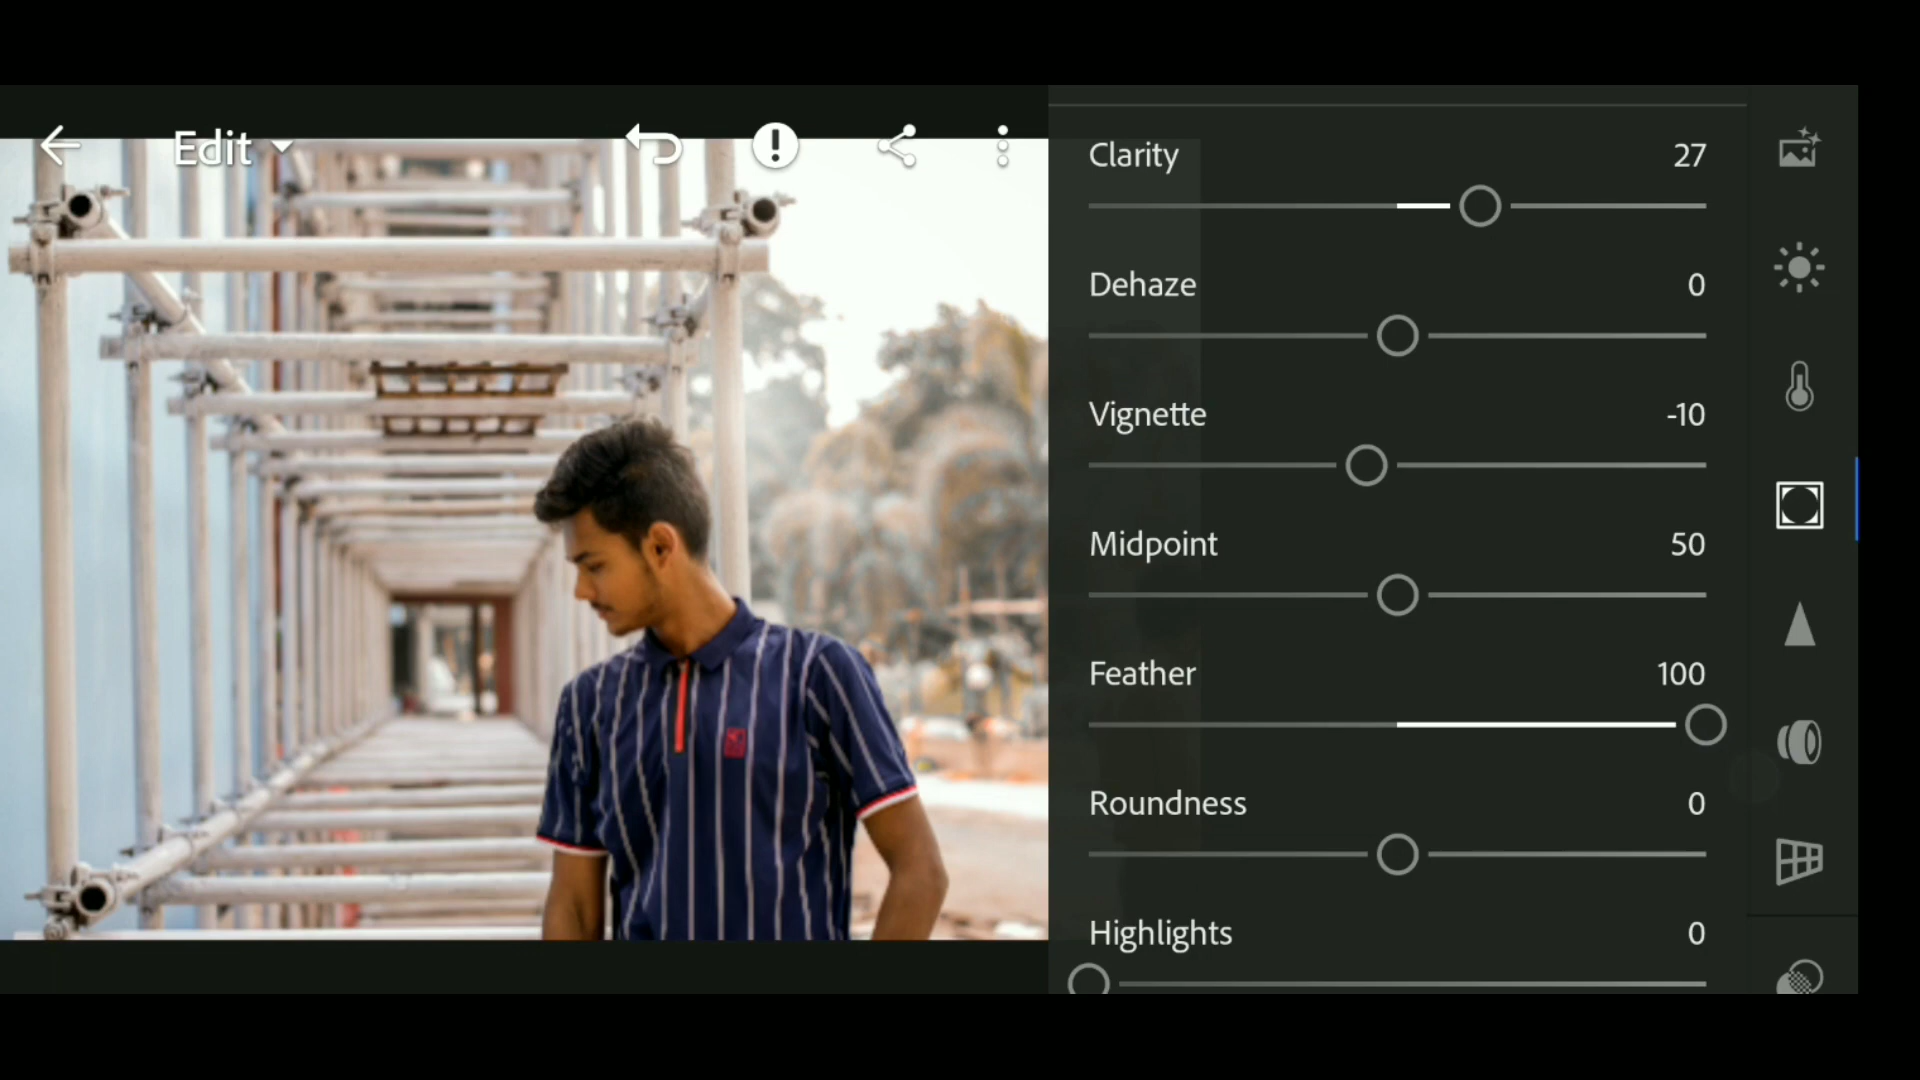 Edit
Clarity 27
Dehaze 0
Vignette -10
Midpoint 50
Feather 100
Roundness 0
Highlights 0